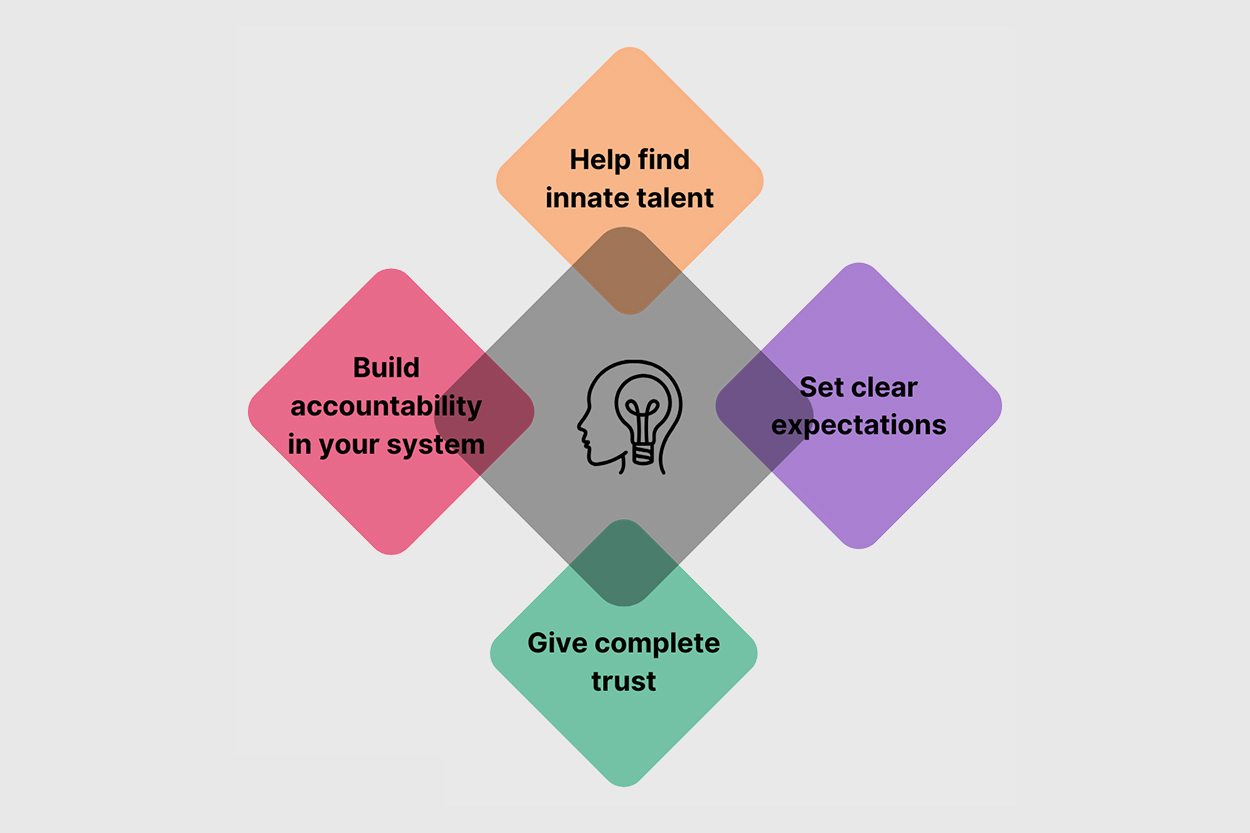 Help find
innate talent
Build
accountability
in your system
Set clear
expectations
Give complete
trust